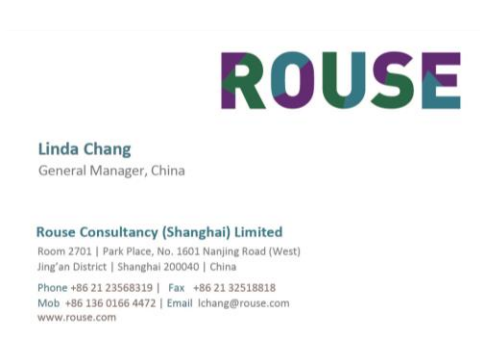 ROUSE
Linda Chang
General Manager, China
Rouse Consultancy (Shanghai) Limited
Room 2701 | Park Place, No. 1601 Nanjing Road (West)
Jing'an District | Shanghai 200040 | China
Phone +86 21 23568319 | Fax +86 21 32518818
Mob +86 136 0166 4472 | Email lchang@rouse.com
www.rouse.com